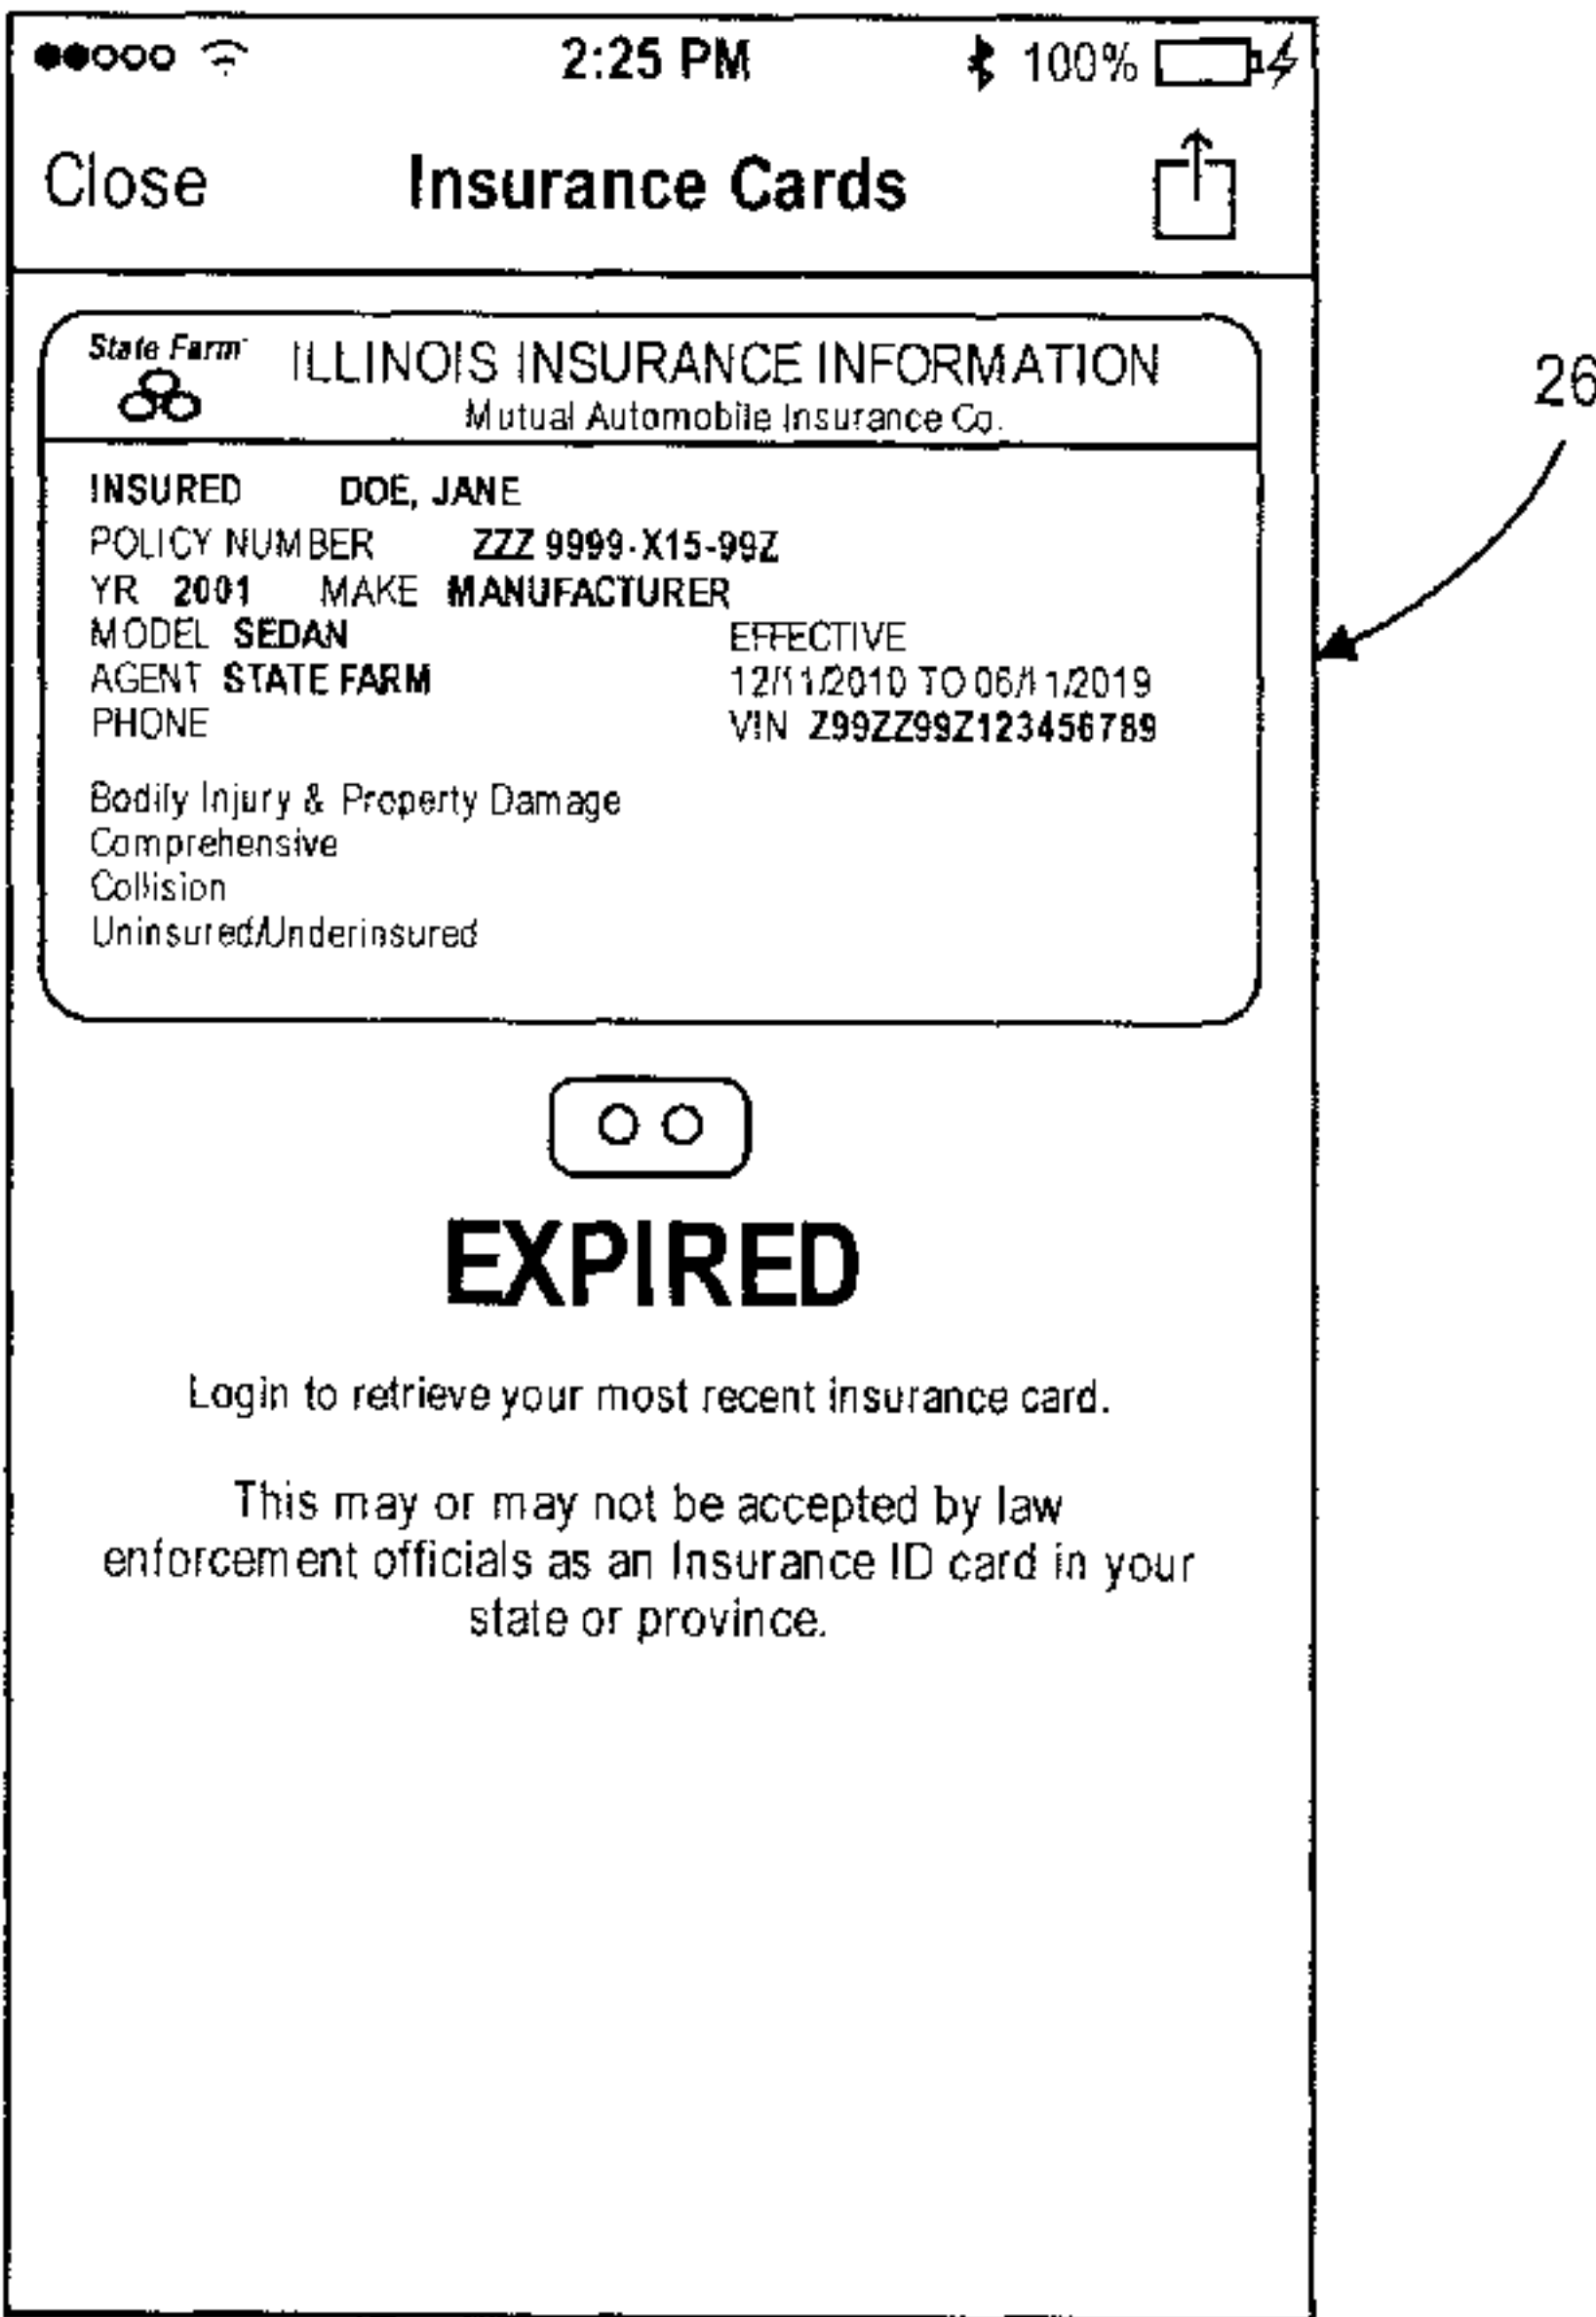 2:25 PM 100%
Close Insurance Cards
State Farm ILLINOIS INSURANCE INFORMATION
Mutual Automobile Insurance Co.
26
INSURED DOE, JANE
POLICY NUMBER ZZZ 9999-X15-99Z
YR 2001 MAKE MANUFACTURER
MODEL SEDAN EFFECTIVE
AGENT STATE FARM 12/11/2010 TO 06/11/2019
PHONE VIN Z99ZZ99Z123456789
Bodily Injury & Property Damage
Comprehensive
Collision
Uninsured/Underinsured
EXPIRED
Login to retrieve your most recent insurance card.
This may or may not be accepted by law
enforcement officials as an Insurance ID card in your
state or province.